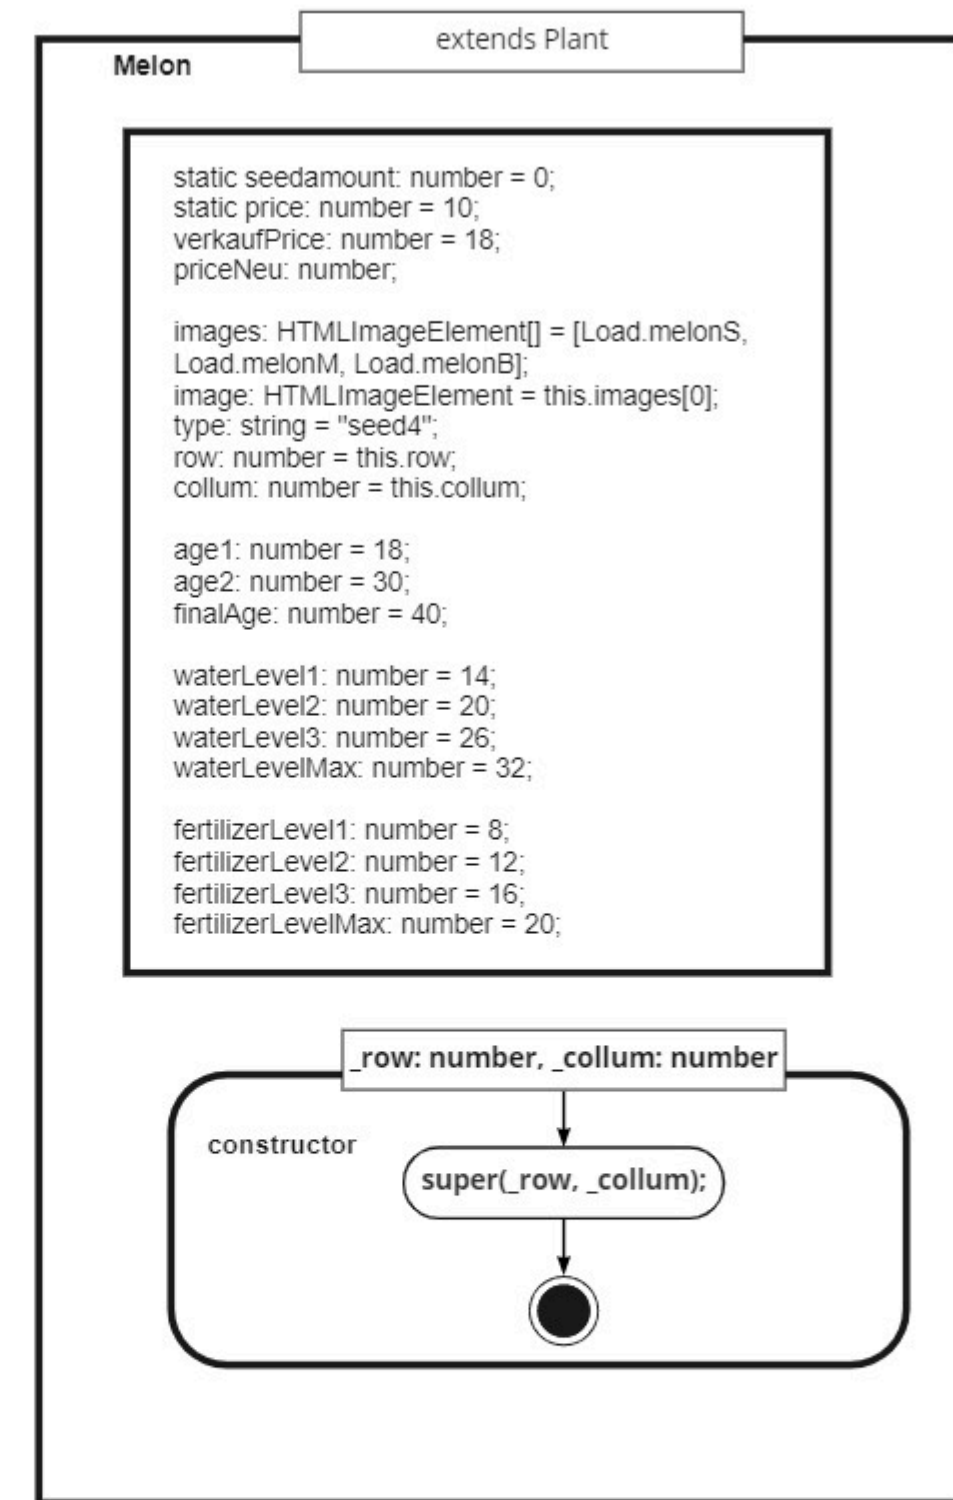 extends Plant
Melon
static seedamount: number = 0;
static price: number = 10;
verkaufPrice: number = 18;
priceNeu: number;
images: HTMLImageElement[] = [Load.melonS,
Load.melonM, Load.melonB];
image: HTMLImageElement = this.images[0];
type: string = "seed4";
row: number = this.row;
collum: number = this.collum;
age1: number = 18;
age2: number = 30;
finalAge: number = 40;
waterLevel1: number = 14;
waterLevel2: number = 20;
waterLevel3: number = 26;
waterLevelMax: number = 32;
fertilizerLevel1: number = 8;
fertilizerLevel2: number = 12;
fertilizerLevel3: number = 16;
fertilizerLevelMax: number = 20;
_row: number, _collum: number
constructor
super(_row, _collum);